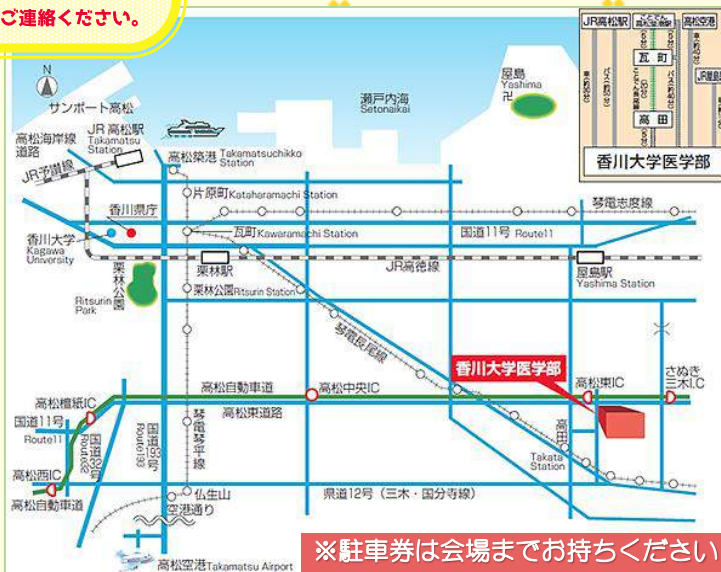 ご連絡ください。
JR高松駅
高松空港
瓦町
高田
香川大学医学部
N
サンポート高松
高松海岸線
道路
JR 高松駅
Takamatsu
Station
JR予讃線
高松築港 Takamatsuchikko
Station
瀬戸内海
Setonaikai
屋島
Yashima
卍
片原町 Kataharamachi Station
琴電志度線
香川県庁
瓦町 Kawaramachi Station
国道11号 Route11
香川大学
Kagawa
University
栗林駅
JR高徳線
屋島駅
Yashima Station
栗林公園
Ritsurin
Park
栗林公園 Ritsurin Station
琴電長尾線
香川大学医学部
高松自動車道
高松中央IC
高松東IC
さぬき
三木I.C
高松檀紙IC
高松東道路
国道11号
Route11
国道32号
国道193号
Route193
琴電琴平線
高田
Takata
Station
高松西IC
高松自動車道
仏生山
空港通り
県道12号（三木・国分寺線）
高松空港 Takamatsu Airport
※駐車券は会場までお持ちください